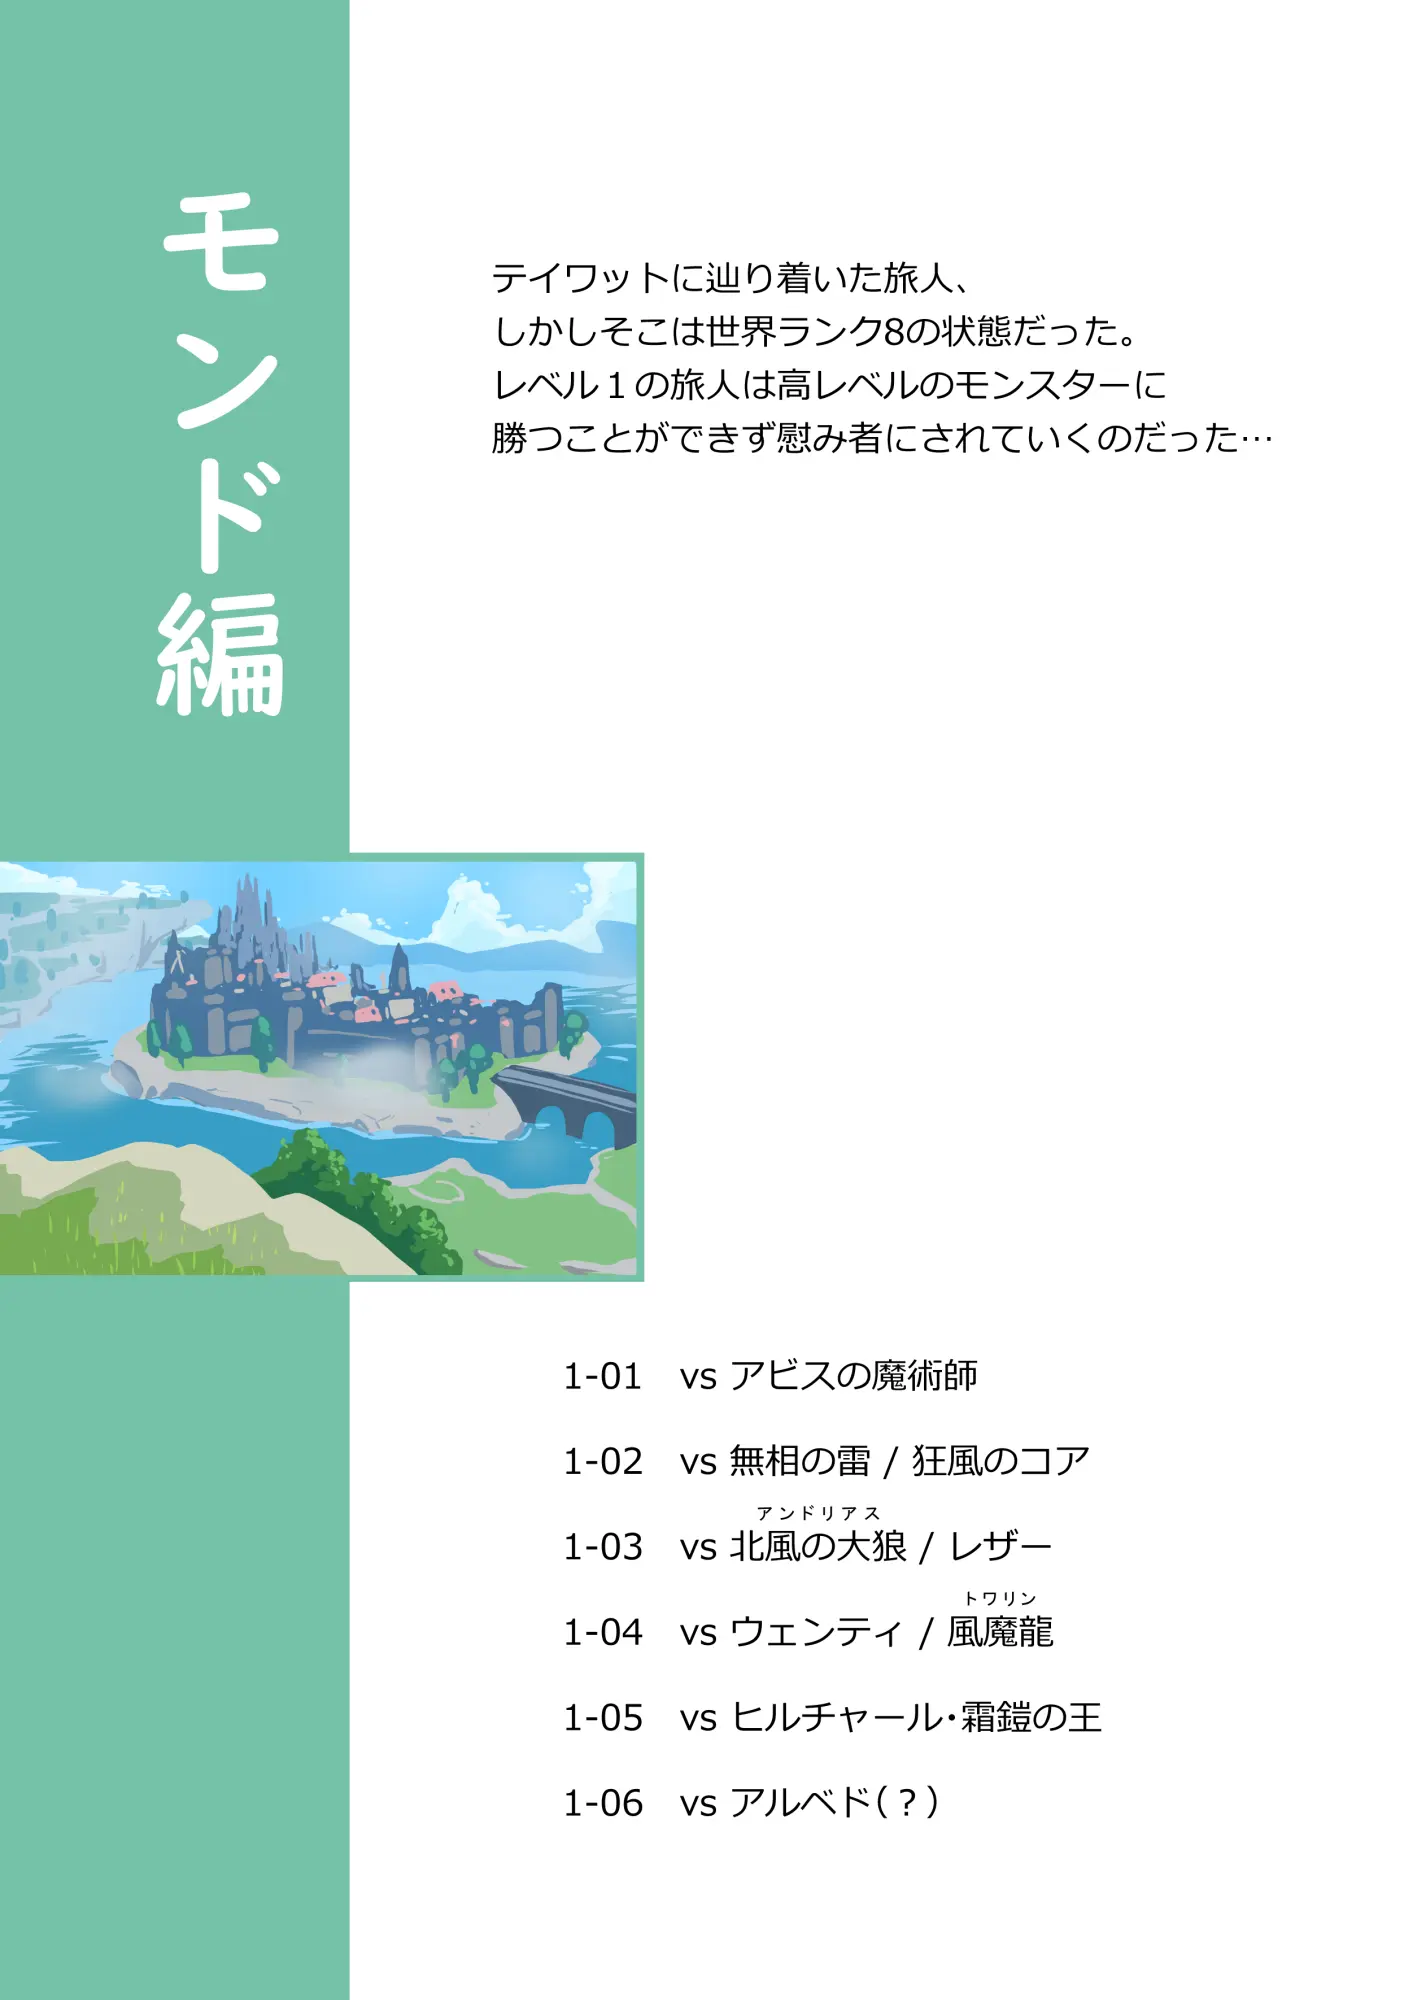 モンド編
テイワットに辿り着いた旅人、
しかしそこは世界ランク8の状態だった。
レベル１の旅人は高レベルのモンスターに
勝つことができず慰み者にされていくのだった…
1-01 vs アビスの魔術師
1-02 vs 無相の雷 / 狂風のコア
アンドリアス
1-03 vs 北風の大狼 / レザー
トワリン
1-04 vs ウェンティ / 風魔龍
1-05 vs ヒルチャール・霜鎧の王
1-06 vs アルベド（？）